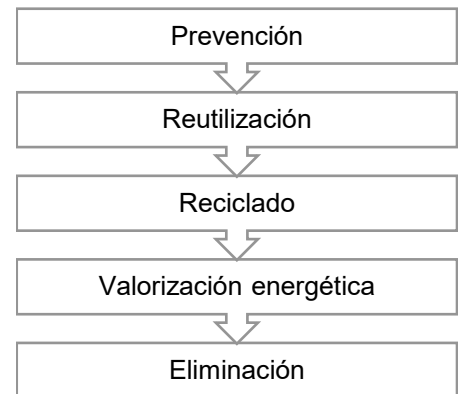 Prevención
Reutilización
Reciclado
Valorización energética
Eliminación